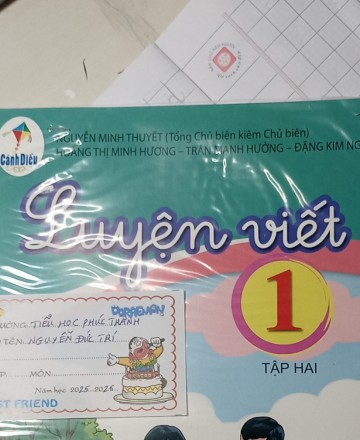 NGUYỄN MINH THUYẾT (Tổng Chủ biên kiêm Chủ biên)
HOÀNG THỊ MINH HƯƠNG – TRẦN MẠNH HƯỞNG – ĐẶNG KIM NG
Cánh Diều
Luyện viết
1
TẬP HAI
DORAEMON
ƯỜNG TIỂU HỌC PHÚC THÀNH
TÊN NGUYỄN ĐỨC TRÍ
P MÔN
Năm học 2025-2026
ST FRIEND